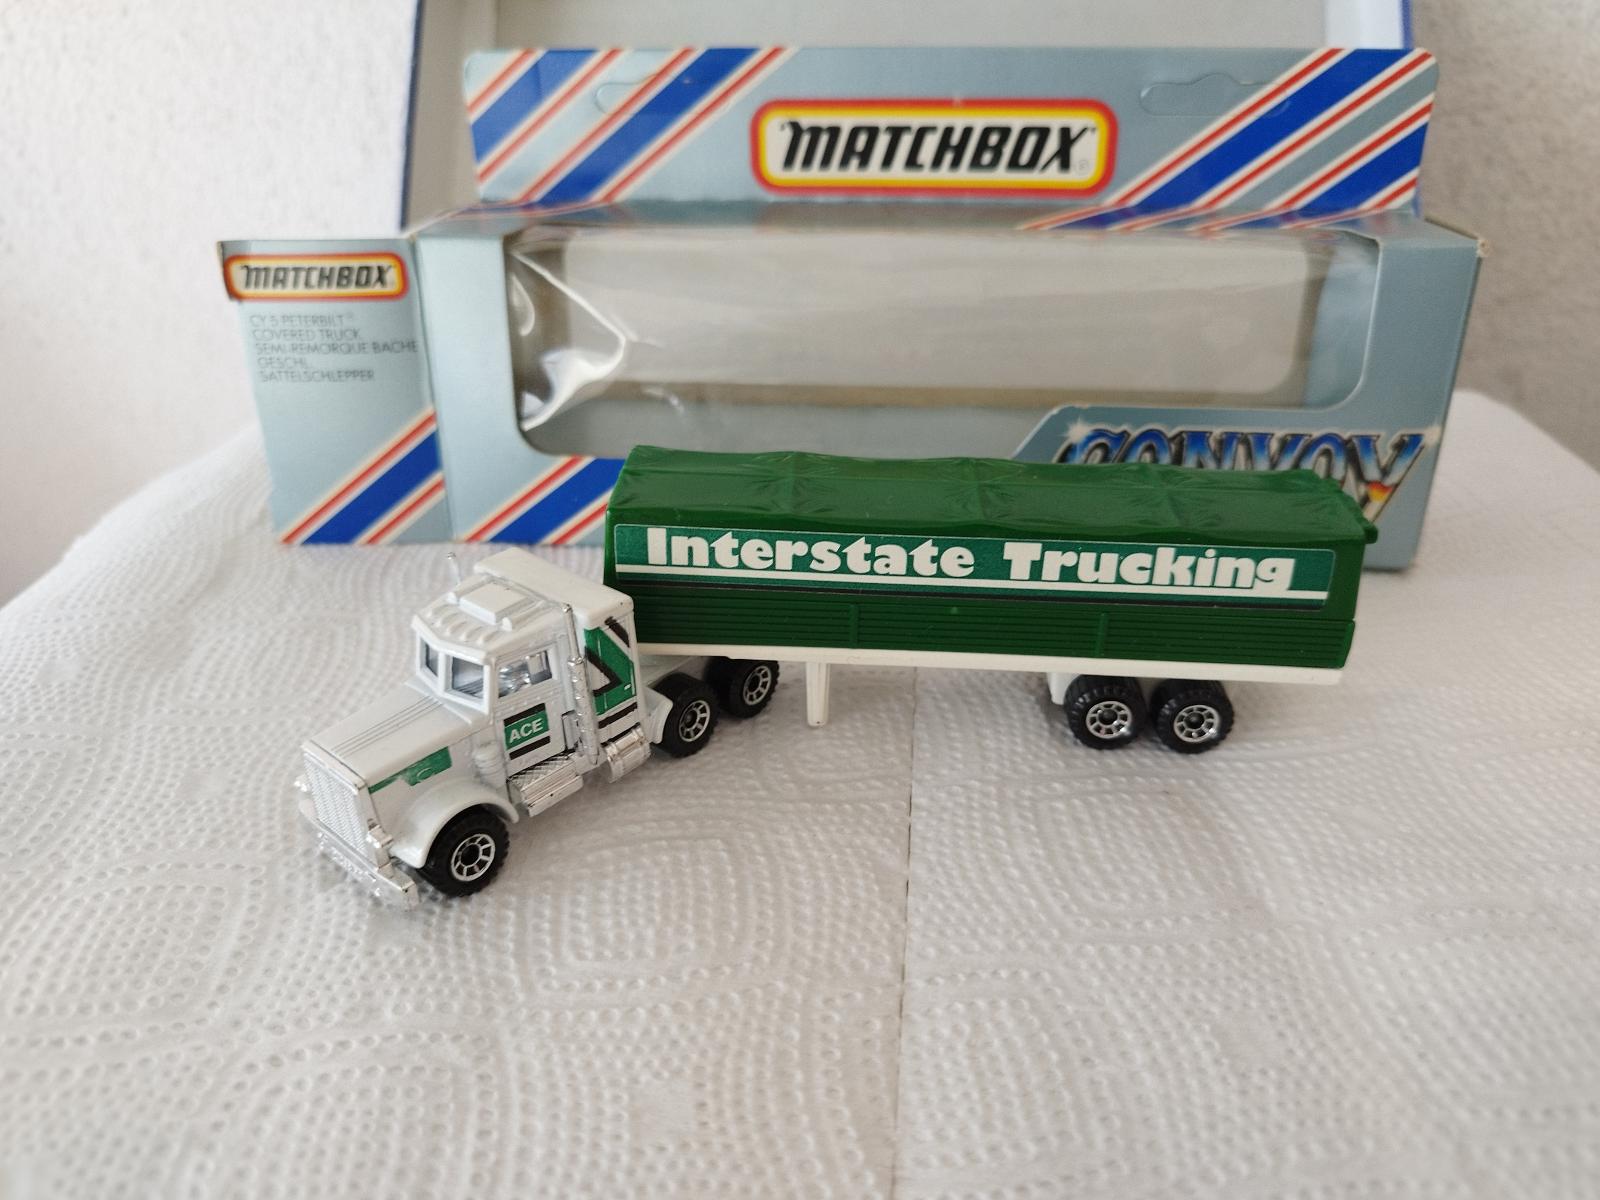 MATCHBOX
MATCHBOX
CY 5 PETERBILT®
COVERED TRUCK
SEMI-REMORQUE BACHE
GESCHL.
SATTELSCHLEPPER
CONVOY
Interstate Trucking
ACE